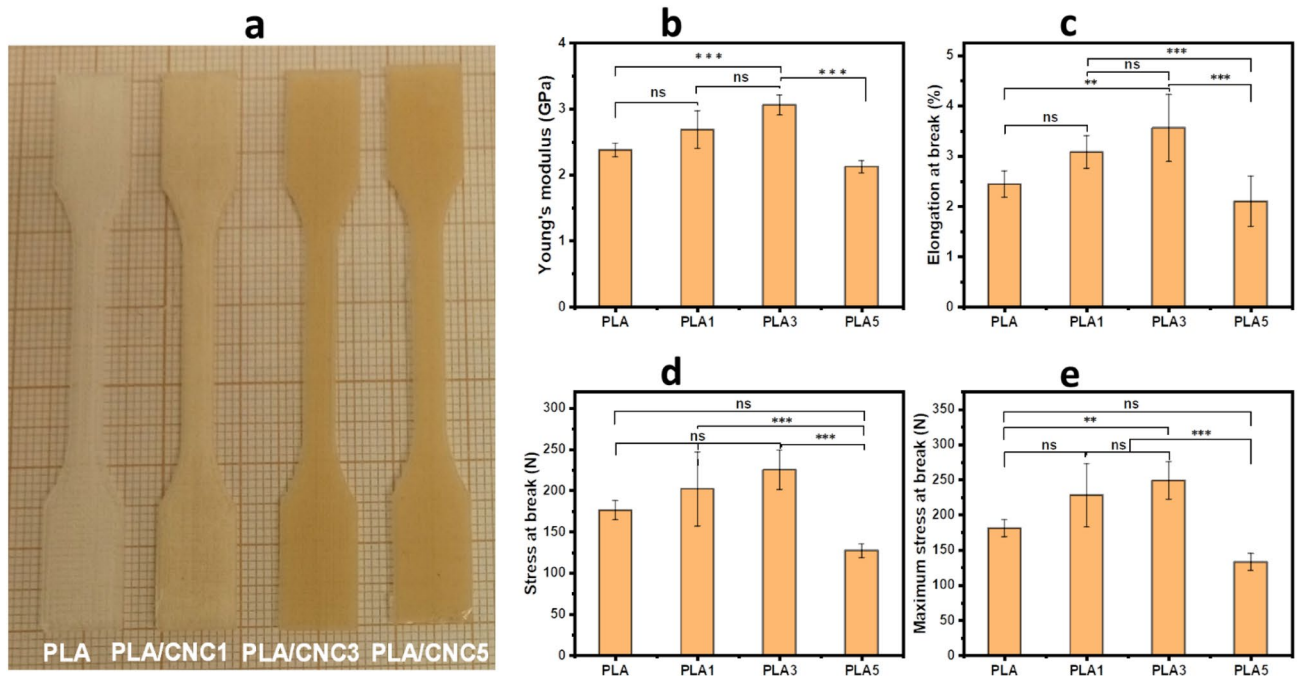 a
PLA PLA/CNC1 PLA/CNC3 PLA/CNC5
b
Young's modulus (GPa)
4
3
2
1
0
***
ns
***
ns
PLA PLA1 PLA3 PLA5
c
Elongation at break (%)
5
4
3
2
1
0
***
ns
**
***
ns
PLA PLA1 PLA3 PLA5
d
Stress at break (N)
300
250
200
150
100
50
0
ns
***
ns
***
PLA PLA1 PLA3 PLA5
e
Maximum stress at break (N)
350
300
250
200
150
100
50
0
ns
**
ns ns ***
PLA PLA1 PLA3 PLA5